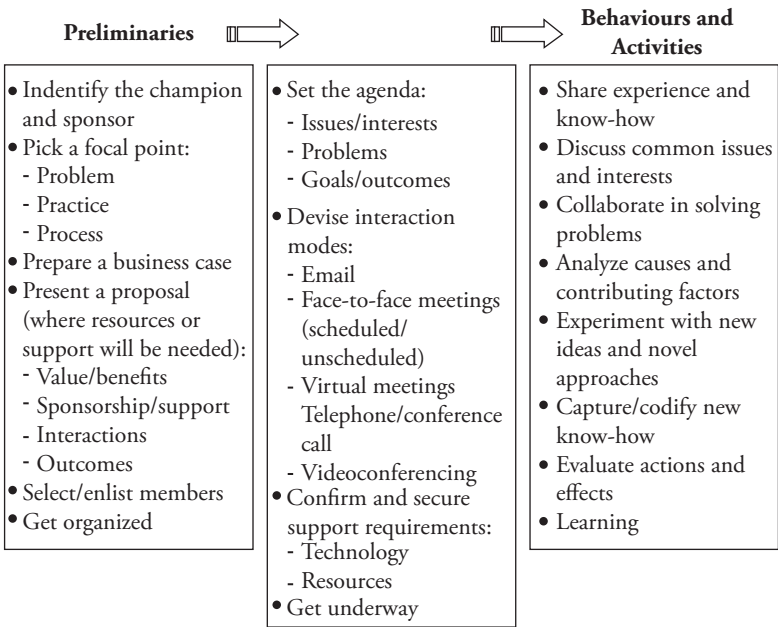 Preliminaries
• Indentify the champion
and sponsor
• Pick a focal point:
- Problem
- Practice
- Process
• Prepare a business case
• Present a proposal
(where resources or
support will be needed):
- Value/benefits
- Sponsorship/support
- Interactions
- Outcomes
• Select/enlist members
• Get organized
• Set the agenda:
- Issues/interests
- Problems
- Goals/outcomes
• Devise interaction
modes:
- Email
- Face-to-face meetings
(scheduled/
unscheduled)
- Virtual meetings
Telephone/conference
call
- Videoconferencing
• Confirm and secure
support requirements:
- Technology
- Resources
• Get underway
Behaviours and
Activities
• Share experience and
know-how
• Discuss common issues
and interests
• Collaborate in solving
problems
• Analyze causes and
contributing factors
• Experiment with new
ideas and novel
approaches
• Capture/codify new
know-how
• Evaluate actions and
effects
• Learning